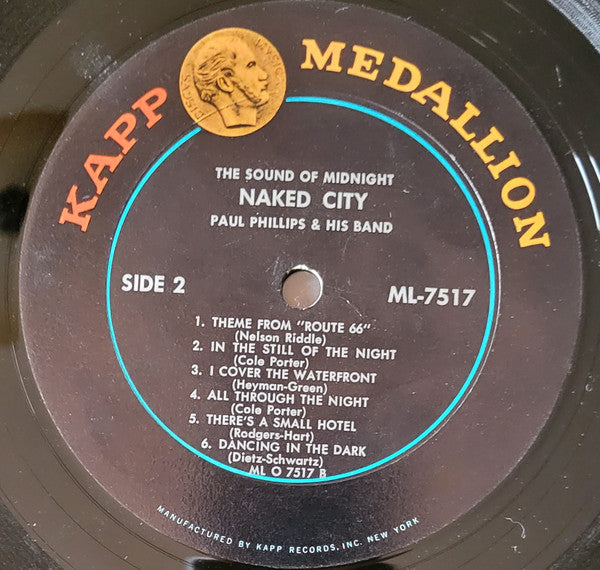 KAPP MEDALLION
THE SOUND OF MIDNIGHT
NAKED CITY
PAUL PHILLIPS & HIS BAND
SIDE 2
ML-7517
1. THEME FROM "ROUTE 66"
(Nelson Riddle)
2. IN THE STILL OF THE NIGHT
(Cole Porter)
3. I COVER THE WATERFRONT
(Heyman-Green)
4. ALL THROUGH THE NIGHT
(Cole Porter)
5. THERE'S A SMALL HOTEL
(Rodgers-Hart)
6. DANCING IN THE DARK
(Dietz-Schwartz)
ML O 7517 B
MANUFACTURED BY KAPP RECORDS, INC. NEW YORK